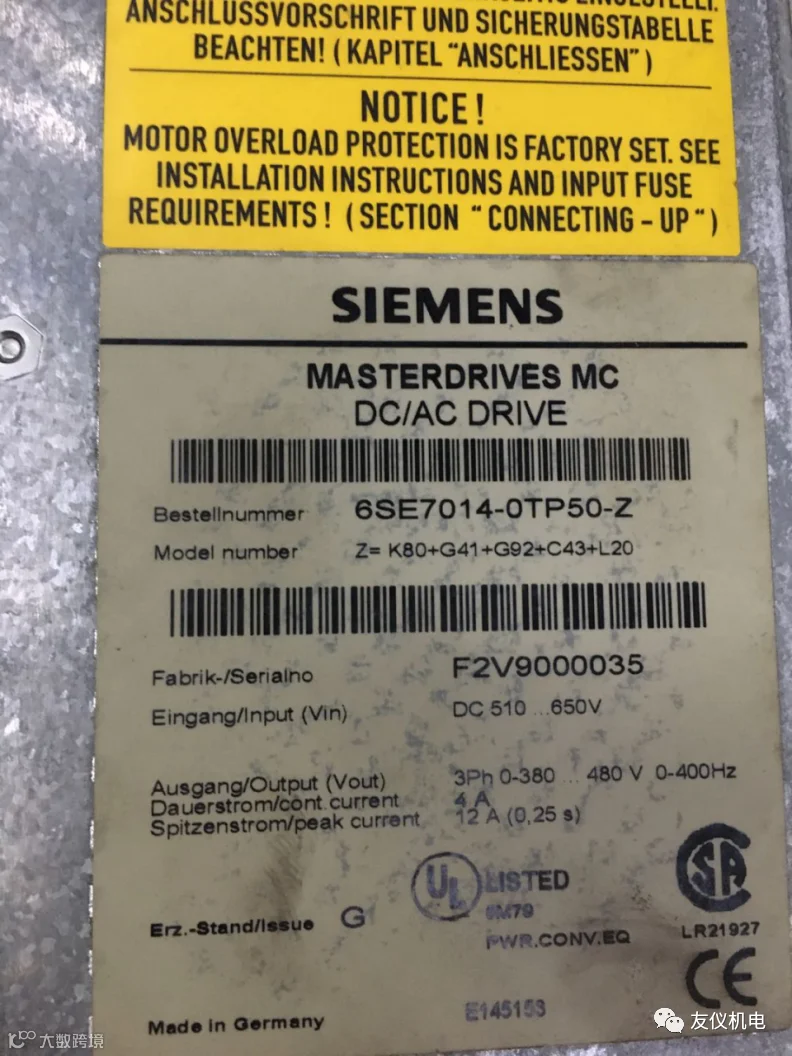 ANSCHLUSSVORSCHRIFT UND SICHERUNGSTABELLE
BEACHTEN! ( KAPITEL “ANSCHLIESSEN” )
NOTICE !
MOTOR OVERLOAD PROTECTION IS FACTORY SET. SEE
INSTALLATION INSTRUCTIONS AND INPUT FUSE
REQUIREMENTS ! ( SECTION “ CONNECTING - UP “ )
SIEMENS
MASTERDRIVES MC
DC/AC DRIVE
Bestellnummer 6SE7014-0TP50-Z
Model number Z= K80+G41+G92+C43+L20
Fabrik-/Serialno F2V9000035
Eingang/Input (Vin) DC 510 ...650V
Ausgang/Output (Vout) 3Ph 0-380 ... 480 V 0-400Hz
Dauerstrom/cont.current 4 A
Spitzenstrom/peak current 12 A (0,25 s)
UL LISTED
SA
6M79
Erz.-Stand/Issue G1
PWR.CONV.EQ
LR21927
CE
E145153
Made in Germany
友仪机电
大数跨境